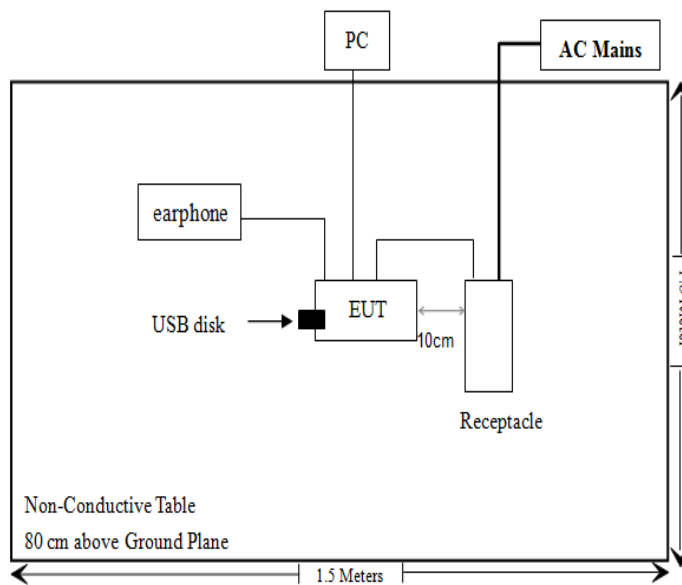 PC
AC Mains
earphone
EUT
USB disk
10cm
Receptacle
Non-Conductive Table
80 cm above Ground Plane
1.5 Meters